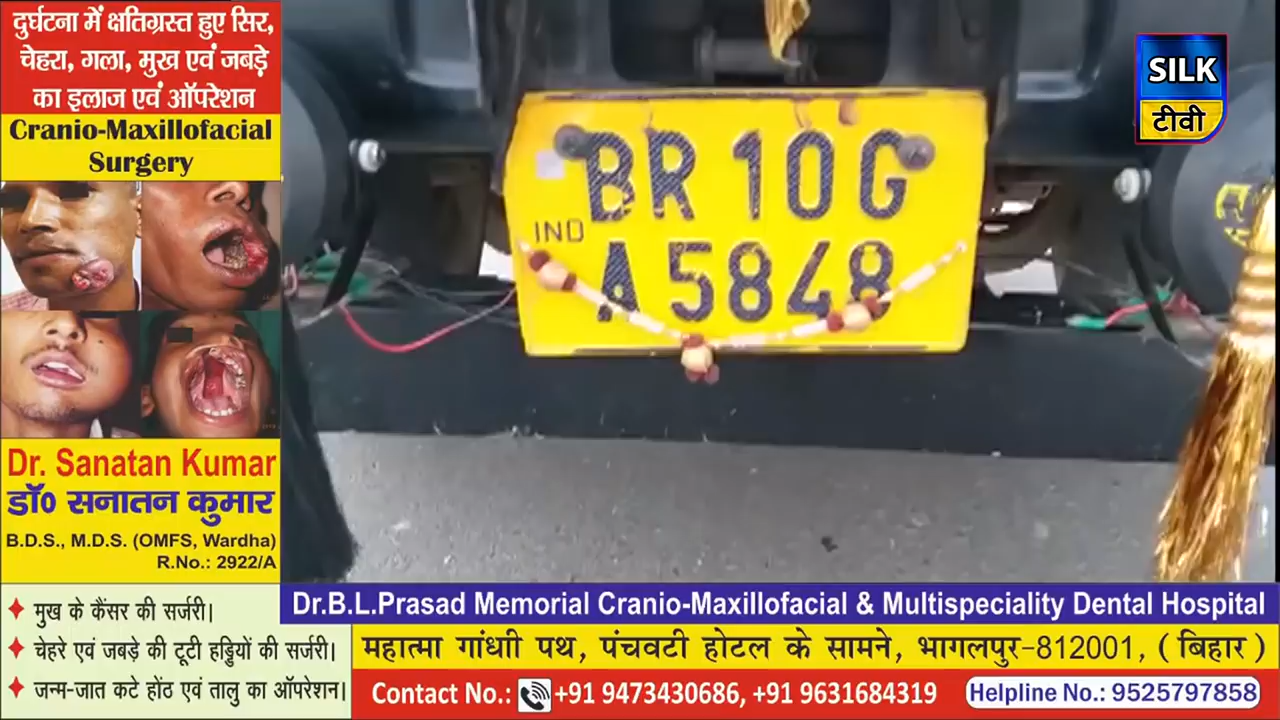 दुर्घटना में क्षतिग्रस्त हुए सिर,
चेहरा, गला, मुख एवं जबड़े
का इलाज एवं ऑपरेशन
Cranio-Maxillofacial
Surgery
Dr. Sanatan Kumar
डॉ० सनातन कुमार
B.D.S., M.D.S. (OMFS, Wardha)
R.No.: 2922/A
♦ मुख के कैंसर की सर्जरी।
♦ चेहरे एवं जबड़े की टूटी हड्डियों की सर्जरी।
♦ जन्म-जात कटे होंठ एवं तालु का ऑपरेशन।
BR 10G
IND
A 5848
SILK
टीवी
Dr.B.L.Prasad Memorial Cranio-Maxillofacial & Multispeciality Dental Hospital
महात्मा गांधाी पथ, पंचवटी होटल के सामने, भागलपुर-812001, ( बिहार )
Contact No.: +91 9473430686, +91 9631684319
Helpline No.: 9525797858